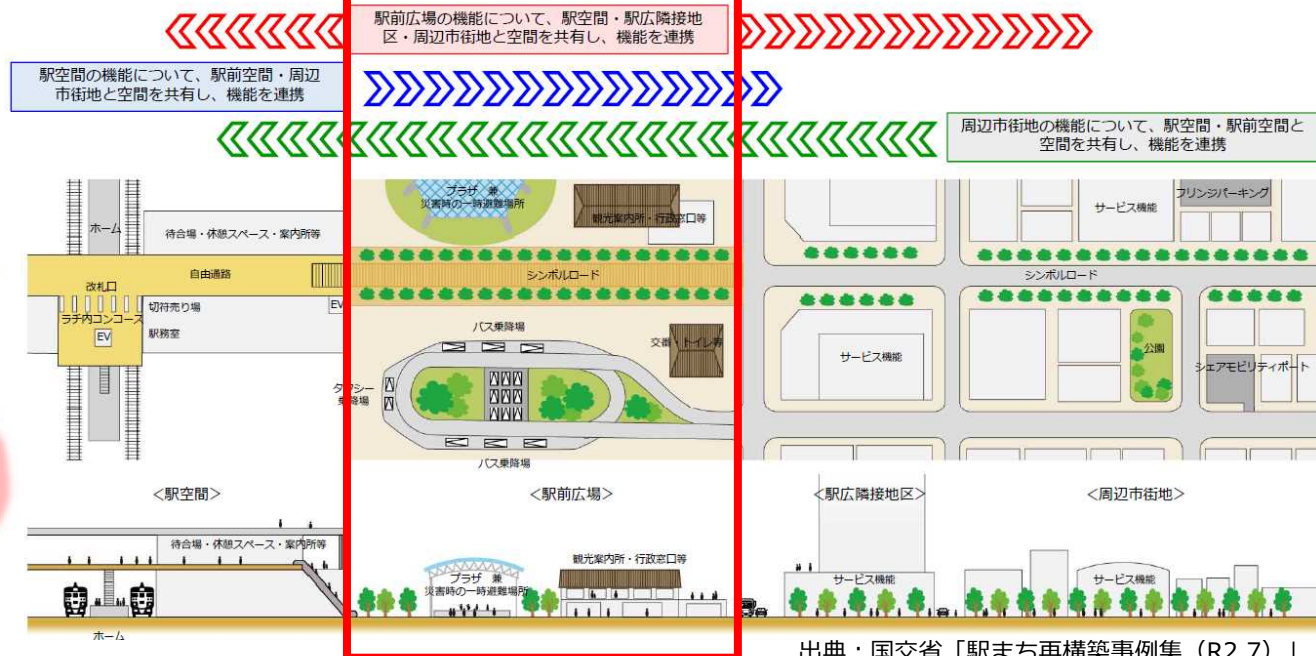 駅前広場の機能について、駅空間・駅広隣接地
区・周辺市街地と空間を共有し、機能を連携
駅空間の機能について、駅前空間・周辺
市街地と空間を共有し、機能を連携
周辺市街地の機能について、駅空間・駅前空間と
空間を共有し、機能を連携
ホーム
待合場・休憩スペース・案内所等
自由通路
改札口
切符売り場
EV
ラチ内コンコース
EV
駅務室
プラザ 兼
災害時の一時避難場所
観光案内所・行政窓口等
シンボルロード
バス乗降場
交番・トイレ等
タクシー
乗降場
バス乗降場
サービス機能
フリンジパーキング
シンボルロード
サービス機能
公園
シェアモビリティポート
<駅空間>
<駅前広場>
<駅広隣接地区>
<周辺市街地>
待合場・休憩スペース・案内所等
ホーム
プラザ 兼
災害時の一時避難場所
観光案内所・行政窓口等
サービス機能
サービス機能
出典：国交省「駅まち再構築事例集（R2.7）」